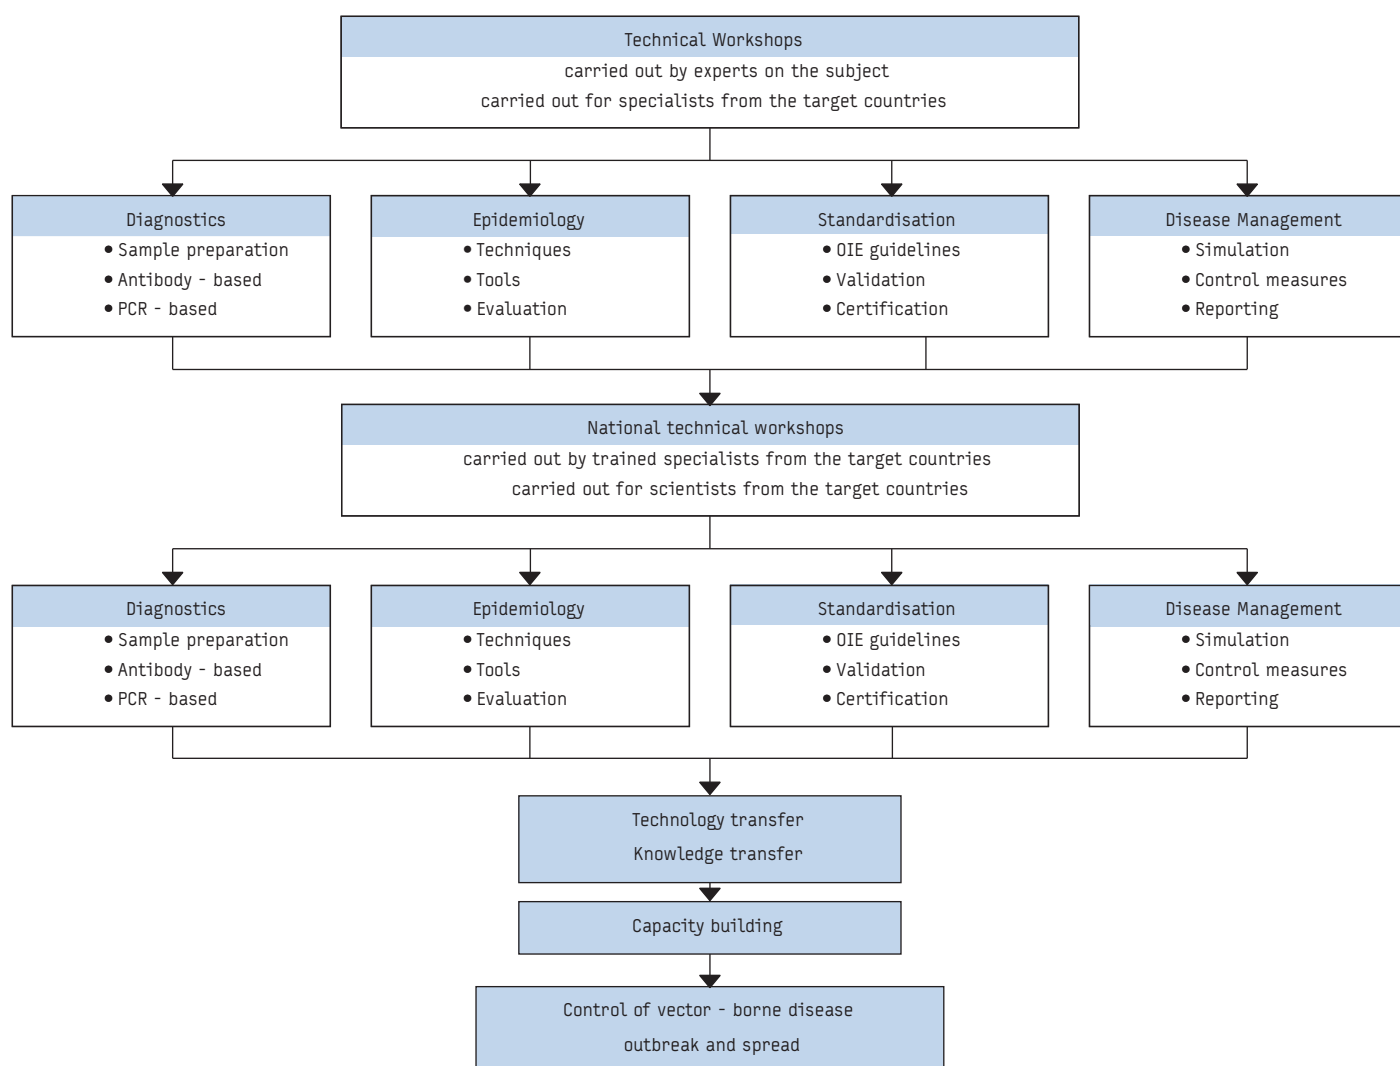 Technical Workshops
carried out by experts on the subject
carried out for specialists from the target countries
Diagnostics
• Sample preparation
• Antibody - based
• PCR - based
Epidemiology
• Techniques
• Tools
• Evaluation
Standardisation
• OIE guidelines
• Validation
• Certification
Disease Management
• Simulation
• Control measures
• Reporting
National technical workshops
carried out by trained specialists from the target countries
carried out for scientists from the target countries
Diagnostics
• Sample preparation
• Antibody - based
• PCR - based
Epidemiology
• Techniques
• Tools
• Evaluation
Standardisation
• OIE guidelines
• Validation
• Certification
Disease Management
• Simulation
• Control measures
• Reporting
Technology transfer
Knowledge transfer
Capacity building
Control of vector - borne disease
outbreak and spread